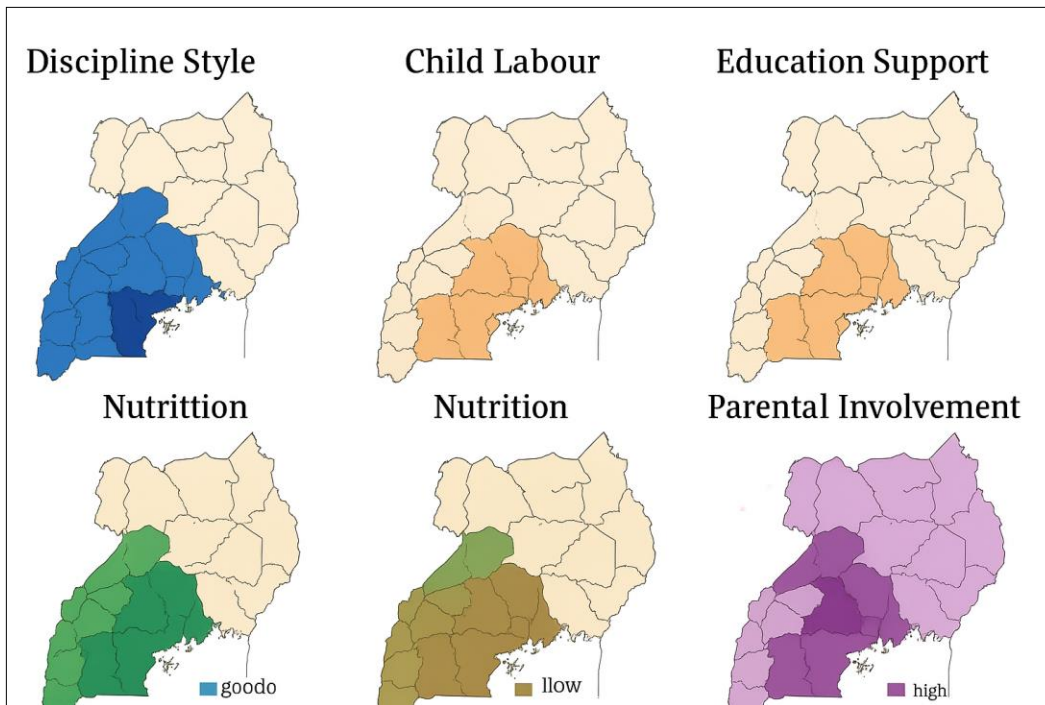 Discipline Style
Child Labour
Education Support
Nutrittion
Nutrition
Parental Involvement
goodo
llow
high